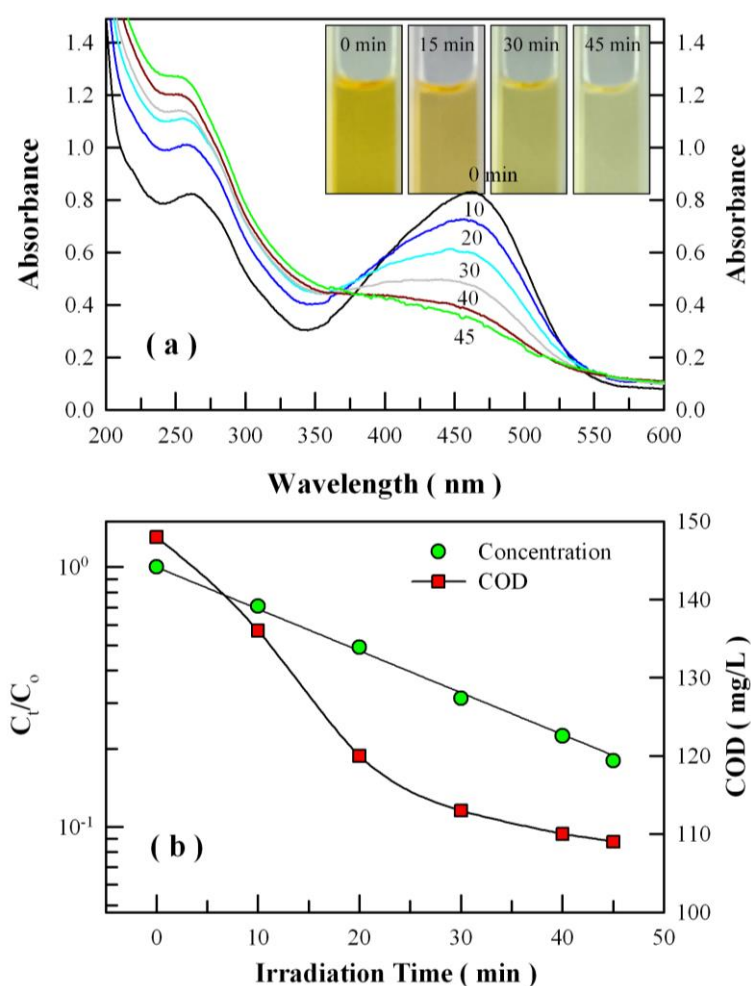 0 min 15 min 30 min 45 min
1.4 1.4
1.2 1.2
1.0 1.0
0.8 0.8
0.6 0.6
0.4 0.4
0.2 0.2
0.0 0.0
Absorbance
Absorbance
0 min
10
20
30
40
45
( a )
200 250 300 350 400 450 500 550 600
Wavelength ( nm )
150
140
130
120
110
100
10⁰
10⁻¹
Cₜ/Cₒ
COD ( mg/L )
Concentration
COD
( b )
0 10 20 30 40 50
Irradiation Time ( min )